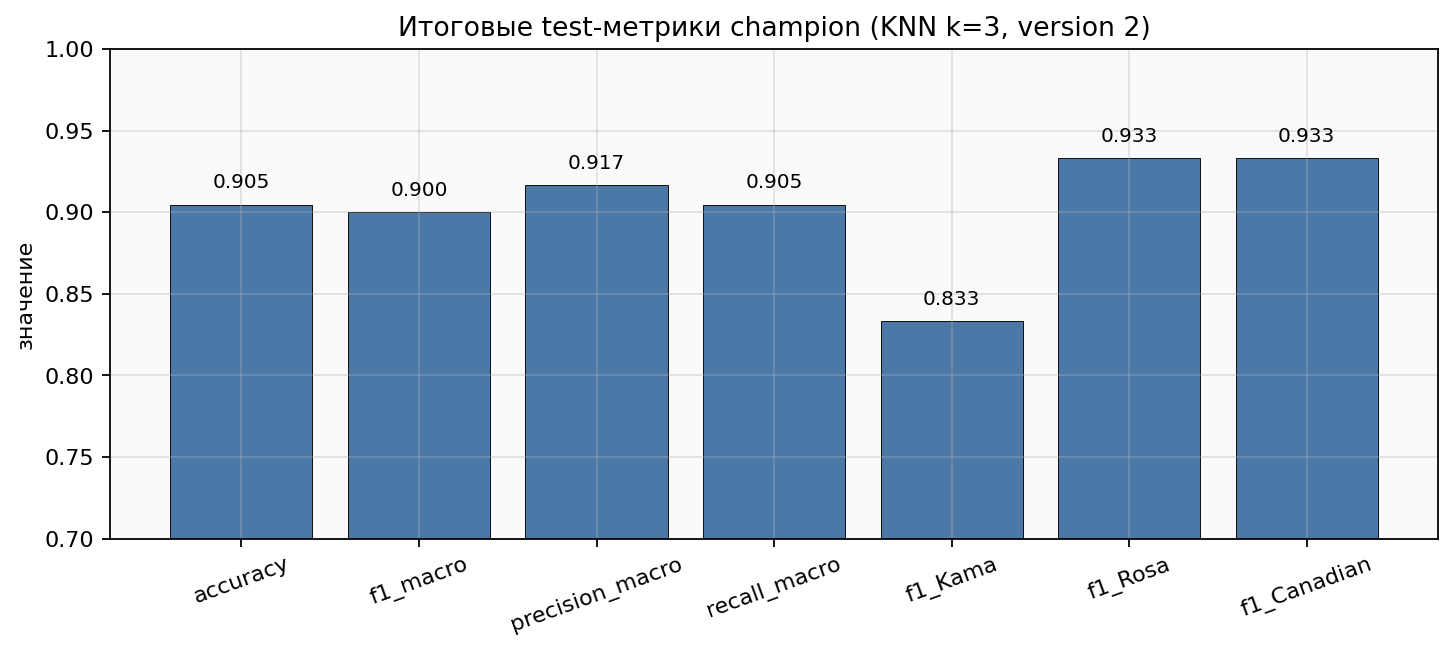 Итоговые test-метрики champion (KNN k=3, version 2)
1.00
0.95
0.90
0.85
0.80
0.75
0.70
значение
0.905
0.900
0.917
0.905
0.833
0.933
0.933
accuracy
f1_macro
precision_macro
recall_macro
f1_Kama
f1_Rosa
f1_Canadian